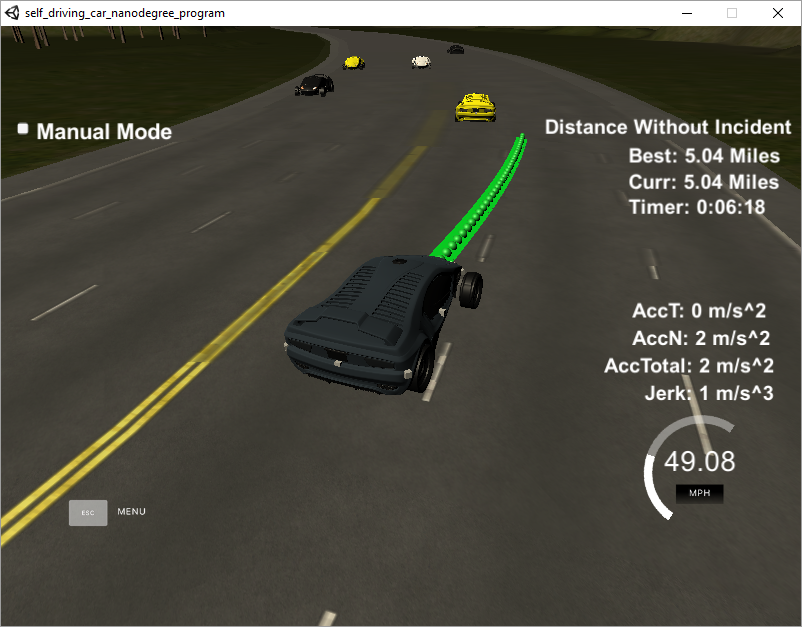 self_driving_car_nanodegree_program
Manual Mode
Distance Without Incident
Best: 5.04 Miles
Curr: 5.04 Miles
Timer: 0:06:18
AccT: 0 m/s^2
AccN: 2 m/s^2
AccTotal: 2 m/s^2
Jerk: 1 m/s^3
49.08
MPH
ESC MENU